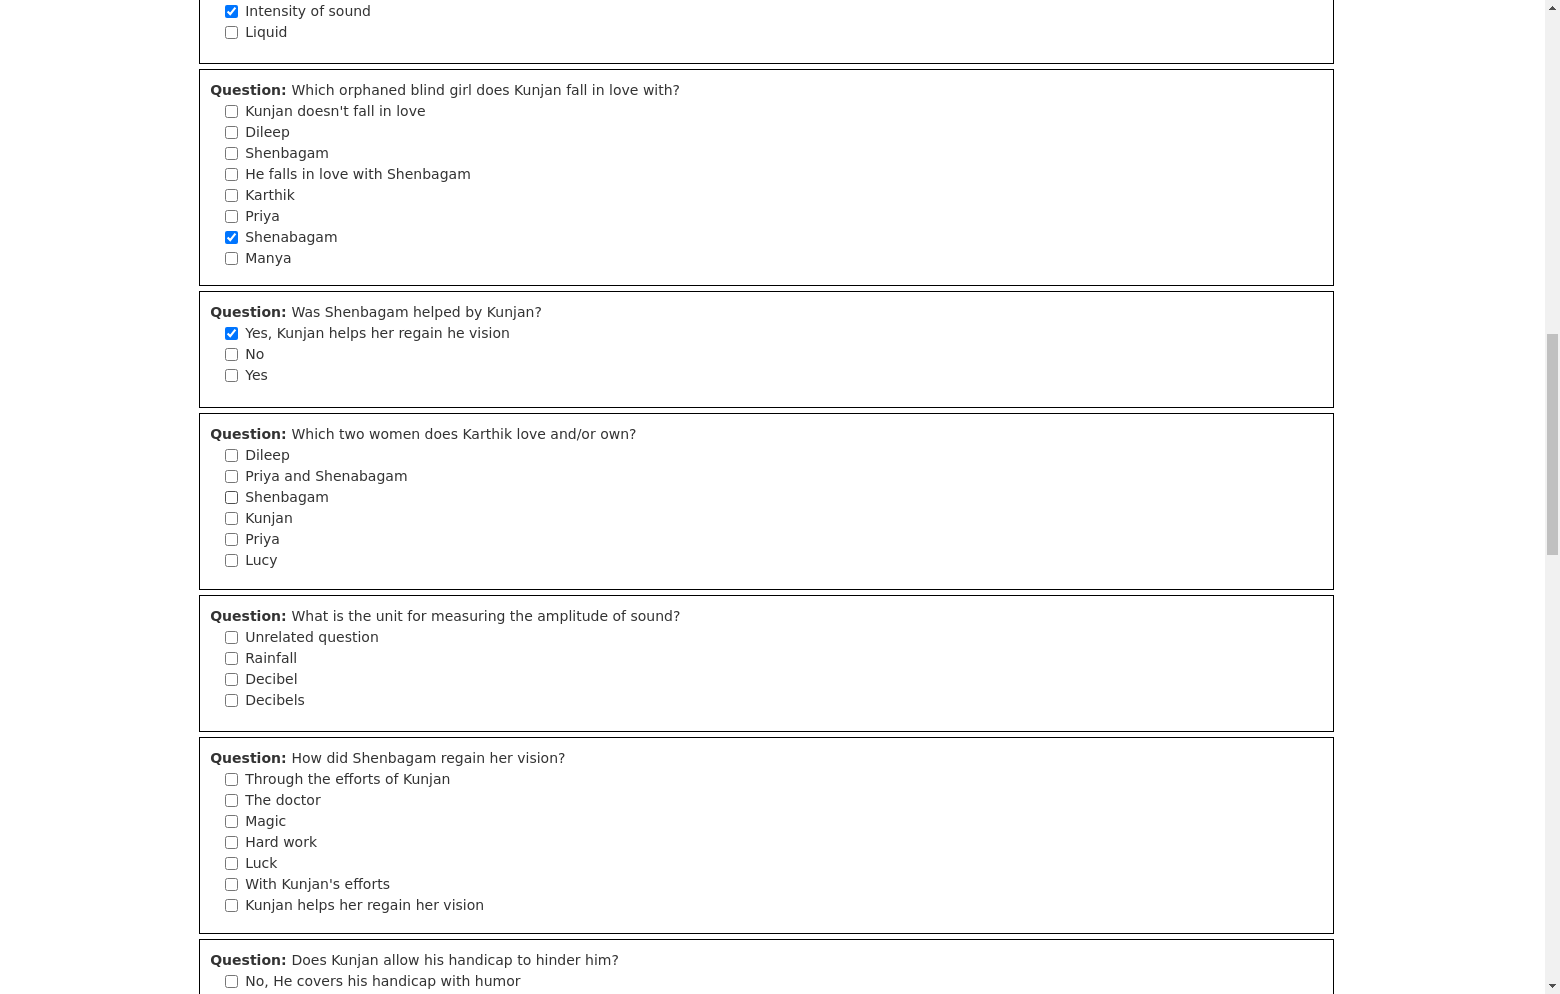 Intensity of sound
Liquid
Question: Which orphaned blind girl does Kunjan fall in love with?
Kunjan doesn't fall in love
Dileep
Shenbagam
He falls in love with Shenbagam
Karthik
Priya
Shenabagam
Manya
Question: Was Shenbagam helped by Kunjan?
Yes, Kunjan helps her regain he vision
No
Yes
Question: Which two women does Karthik love and/or own?
Dileep
Priya and Shenabagam
Shenbagam
Kunjan
Priya
Lucy
Question: What is the unit for measuring the amplitude of sound?
Unrelated question
Rainfall
Decibel
Decibels
Question: How did Shenbagam regain her vision?
Through the efforts of Kunjan
The doctor
Magic
Hard work
Luck
With Kunjan's efforts
Kunjan helps her regain her vision
Question: Does Kunjan allow his handicap to hinder him?
No, He covers his handicap with humor